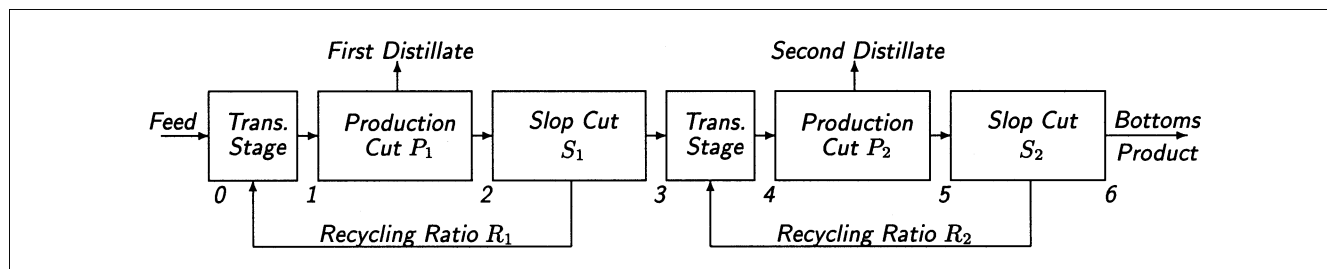 First Distillate
Second Distillate
Feed
Trans.
Stage
Production
Cut P₁
Slop Cut
S₁
Trans.
Stage
Production
Cut P₂
Slop Cut
S₂
Bottoms
Product
0
1
2
3
4
5
6
Recycling Ratio R₁
Recycling Ratio R₂